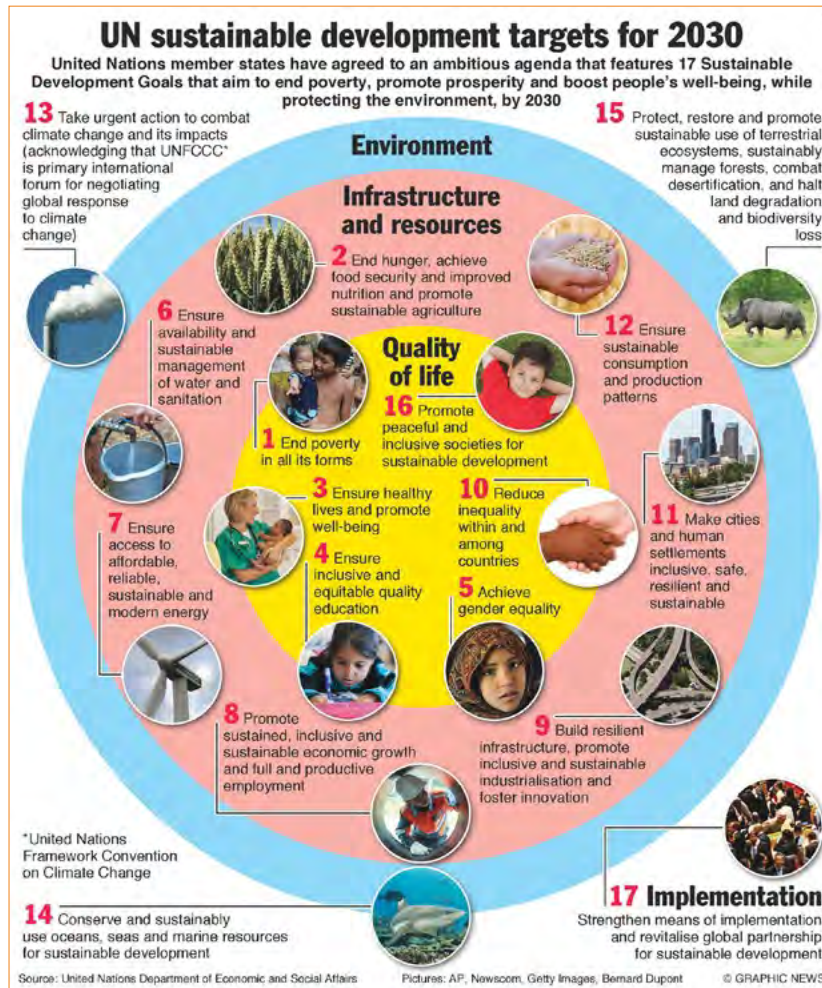 UN sustainable development targets for 2030
United Nations member states have agreed to an ambitious agenda that features 17 Sustainable
Development Goals that aim to end poverty, promote prosperity and boost people's well-being, while
protecting the environment, by 2030
13 Take urgent action to combat
climate change and its impacts
(acknowledging that UNFCCC*
is primary international
forum for negotiating
global response
to climate
change)
15 Protect, restore and promote
sustainable use of terrestrial
ecosystems, sustainably
manage forests, combat
desertification, and halt
land degradation
and biodiversity
loss
Environment
Infrastructure
and resources
2 End hunger, achieve
food security and improved
nutrition and promote
sustainable agriculture
6 Ensure
availability and
sustainable
management
of water and
sanitation
12 Ensure
sustainable
consumption
and production
patterns
Quality
of life
16 Promote
peaceful and
inclusive societies for
sustainable development
1 End poverty
in all its forms
3 Ensure healthy
lives and promote
well-being
10 Reduce
inequality
within and
among
countries
11 Make cities
and human
settlements
inclusive, safe,
resilient and
sustainable
7 Ensure
access to
affordable,
reliable,
sustainable and
modern energy
4 Ensure
inclusive and
equitable quality
education
5 Achieve
gender equality
8 Promote
sustained, inclusive and
sustainable economic growth
and full and productive
employment
9 Build resilient
infrastructure, promote
inclusive and sustainable
industrialisation and
foster innovation
*United Nations
Framework Convention
on Climate Change
14 Conserve and sustainably
use oceans, seas and marine resources
for sustainable development
17 Implementation
Strengthen means of implementation
and revitalise global partnership
for sustainable development
Source: United Nations Department of Economic and Social Affairs
Pictures: AP, Newscom, Getty Images, Bernard Dupont
© GRAPHIC NEWS